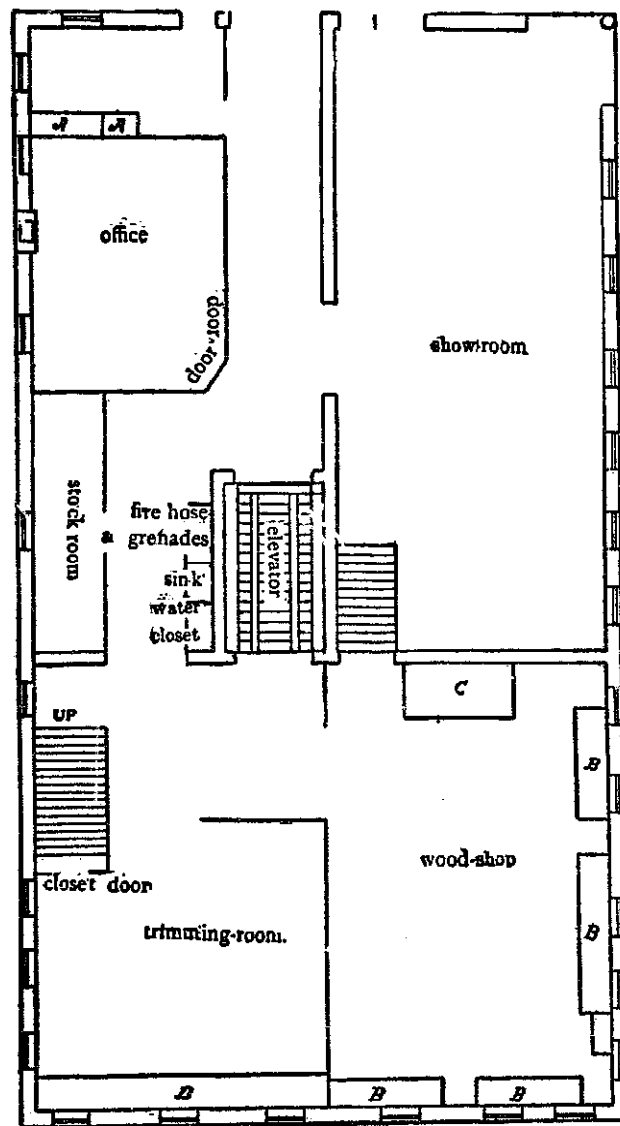 A A
office
door door
showroom
stock room
&
fire hose
grenades
sink
water
closet
elevator
UP
C
B
wood-shop
closet door
trimming-room.
B
B
B
B